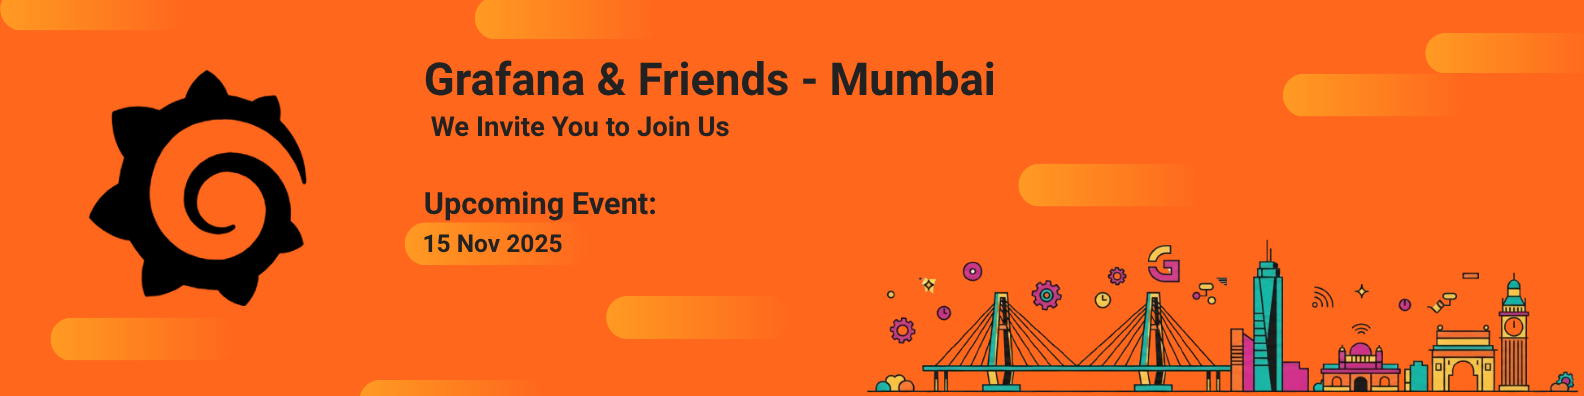 Grafana & Friends - Mumbai
We Invite You to Join Us
Upcoming Event:
15 Nov 2025
G